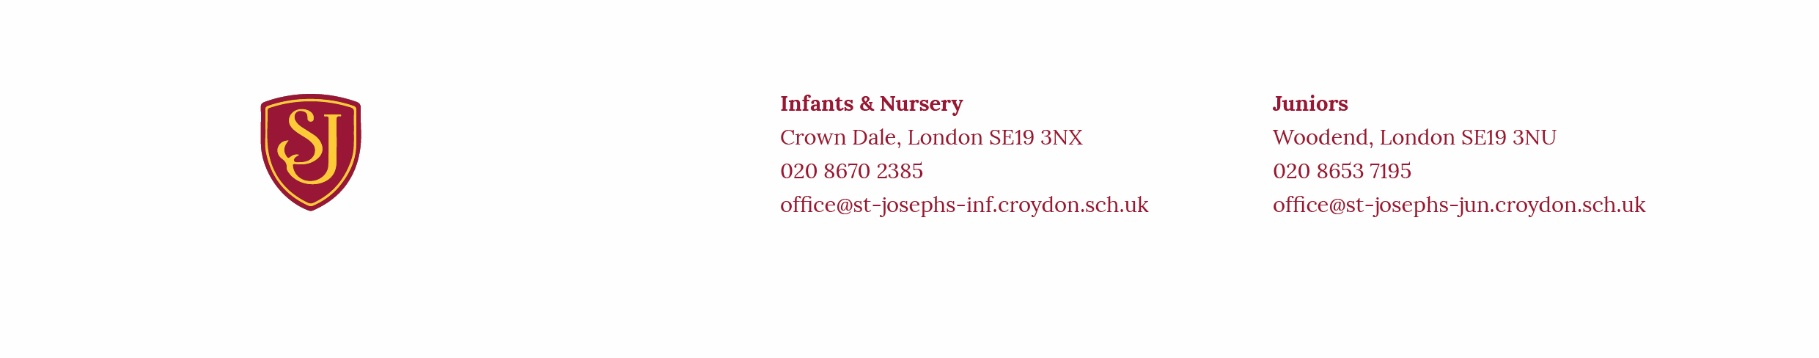 SJ
Infants & Nursery
Crown Dale, London SE19 3NX
020 8670 2385
office@st-josephs-inf.croydon.sch.uk
Juniors
Woodend, London SE19 3NU
020 8653 7195
office@st-josephs-jun.croydon.sch.uk